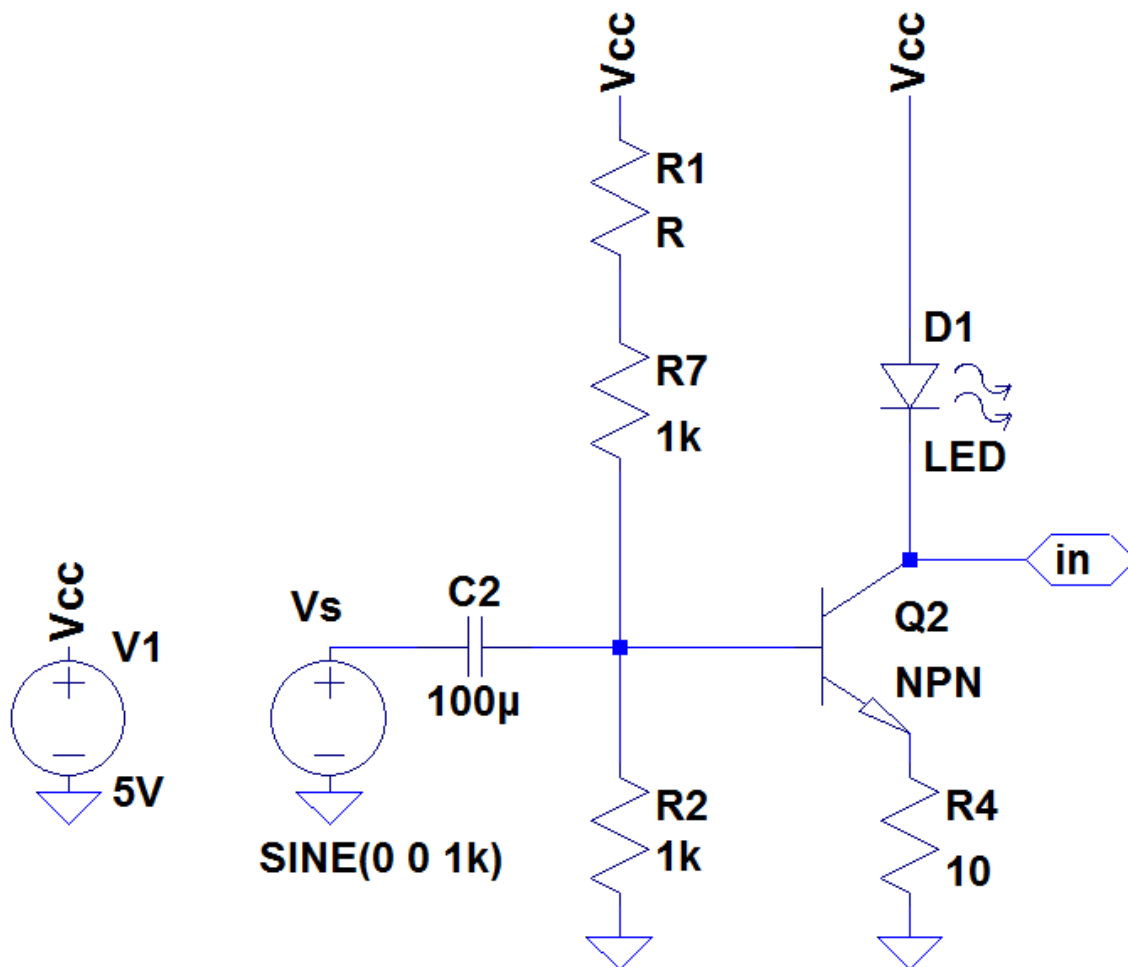 Vcc
Vcc
R1
R
D1
R7
1k
LED
in
Vcc
V1
Vs
C2
100µ
Q2
NPN
5V
R2
1k
R4
10
SINE(0 0 1k)